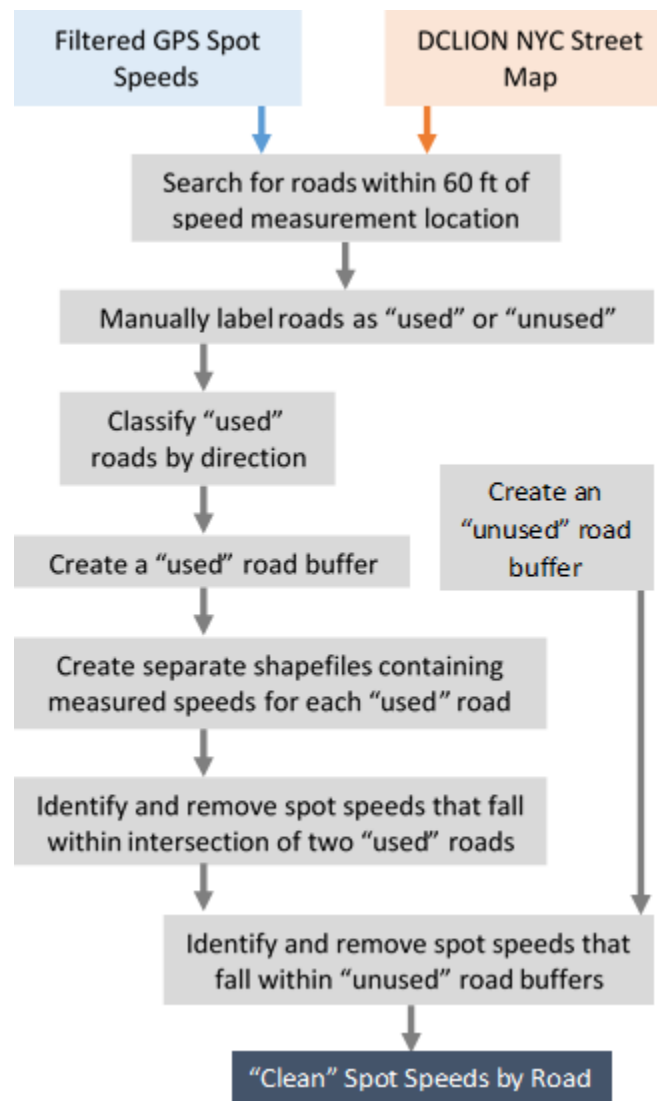 Filtered GPS Spot
Speeds
DCLION NYC Street
Map
Search for roads within 60 ft of
speed measurement location
Manually label roads as “used” or “unused”
Classify “used”
roads by direction
Create an
“unused” road
buffer
Create a “used” road buffer
Create separate shapefiles containing
measured speeds for each “used” road
Identify and remove spot speeds that fall
within intersection of two “used” roads
Identify and remove spot speeds that
fall within “unused” road buffers
“Clean” Spot Speeds by Road